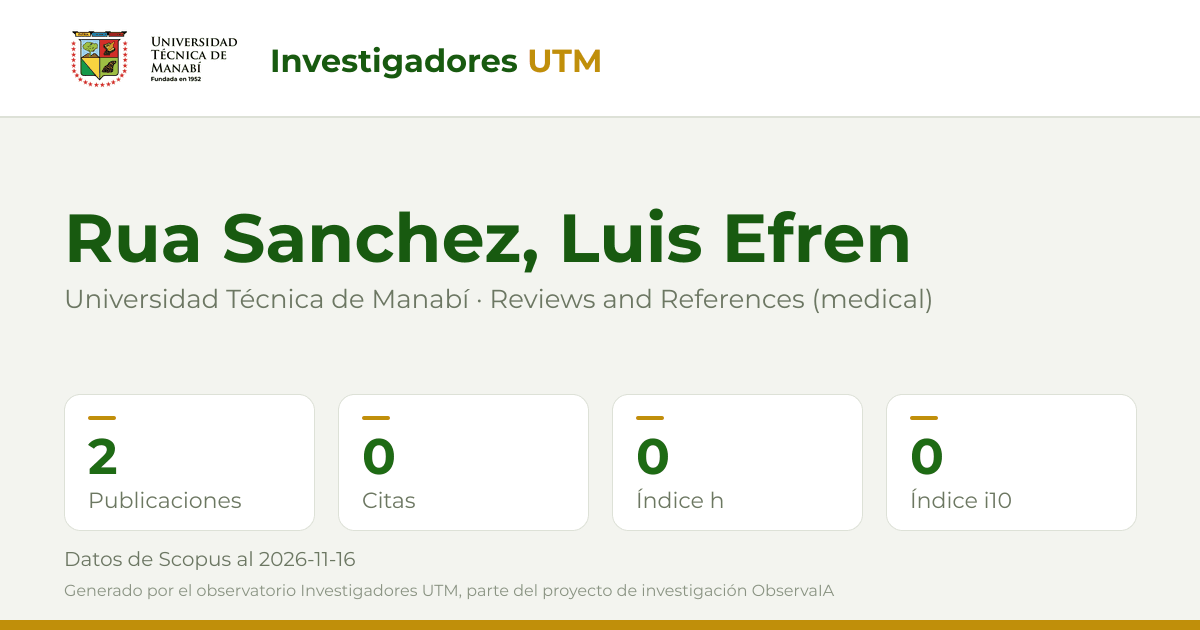 UNIVERSIDAD
TÉCNICA DE
MANABÍ
Fundada en 1952
Investigadores UTM
Rua Sanchez, Luis Efren
Universidad Técnica de Manabí · Reviews and References (medical)
2
Publicaciones
0
Citas
0
Índice h
0
Índice i10
Datos de Scopus al 2026-11-16
Generado por el observatorio Investigadores UTM, parte del proyecto de investigación ObservaIA